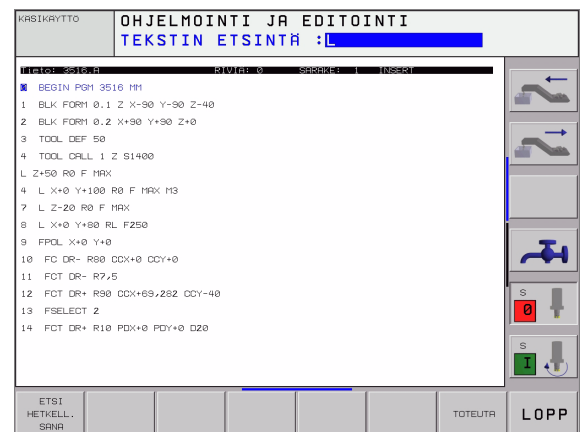 KÄSIKÄYTTÖ
OHJELMOINTI JA EDITOINTI
TEKSTIN ETSINTÄ :L
Tieto: 3516.A RIVIÄ: 0 SARAKE: 1 INSERT
0 BEGIN PGM 3516 MM
1 BLK FORM 0.1 Z X-90 Y-90 Z-40
2 BLK FORM 0.2 X+90 Y+90 Z+0
3 TOOL DEF 50
4 TOOL CALL 1 Z S1400
L Z+50 R0 F MAX
4 L X+0 Y+100 R0 F MAX M3
7 L Z-20 R0 F MAX
8 L X+0 Y+80 RL F250
9 FPOL X+0 Y+0
10 FC DR- R80 CCX+0 CCY+0
11 FCT DR- R7,5
12 FCT DR+ R90 CCX+69,282 CCY-40
13 FSELECT 2
14 FCT DR+ R10 PDX+0 PDY+0 D20
S
0
S
I
ETSI
HETKELL.
SANA
TOTEUTA
LOPP